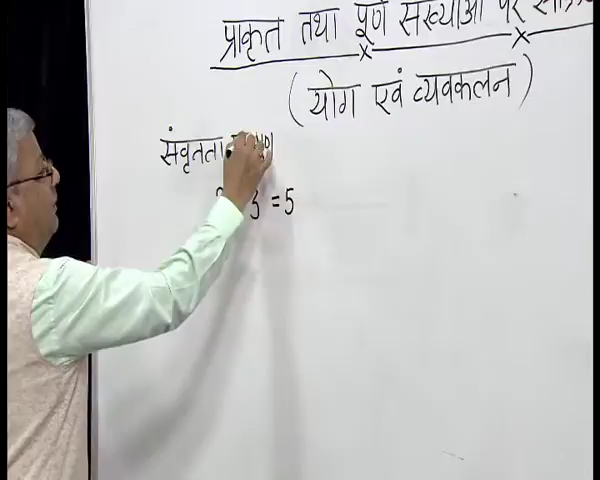 प्राकृत तथा पूर्ण संख्याओं पर
(योग एवं व्यवकलन)
संवृतता
3 = 5